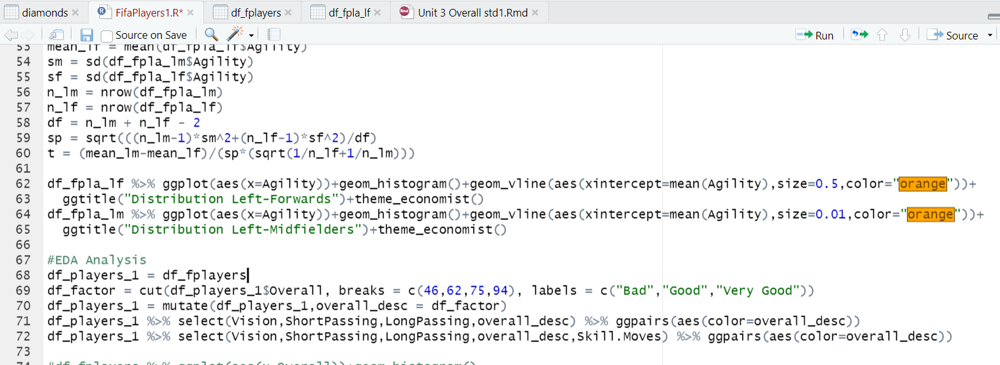 diamonds × FifaPlayers1.R* × df_fplayers × df_fpla_lf × Unit 3 Overall std1.Rmd ×
Source on Save Run Source
53 mean_lf = mean(df_fpla_lf$Agility)
54 sm = sd(df_fpla_lm$Agility)
55 sf = sd(df_fpla_lf$Agility)
56 n_lm = nrow(df_fpla_lm)
57 n_lf = nrow(df_fpla_lf)
58 df = n_lm + n_lf - 2
59 sp = sqrt(((n_lm-1)*sm^2+(n_lf-1)*sf^2)/df)
60 t = (mean_lm-mean_lf)/(sp*(sqrt(1/n_lf+1/n_lm)))
61
62 df_fpla_lf %>% ggplot(aes(x=Agility))+geom_histogram()+geom_vline(aes(xintercept=mean(Agility),size=0.5,color="orange"))+
63 ggtitle("Distribution Left-Forwards")+theme_economist()
64 df_fpla_lm %>% ggplot(aes(x=Agility))+geom_histogram()+geom_vline(aes(xintercept=mean(Agility),size=0.01,color="orange"))+
65 ggtitle("Distribution Left-Midfielders")+theme_economist()
66
67 #EDA Analysis
68 df_players_1 = df_fplayers
69 df_factor = cut(df_players_1$Overall, breaks = c(46,62,75,94), labels = c("Bad","Good","Very Good"))
70 df_players_1 = mutate(df_players_1,overall_desc = df_factor)
71 df_players_1 %>% select(Vision,ShortPassing,LongPassing,overall_desc) %>% ggpairs(aes(color=overall_desc))
72 df_players_1 %>% select(Vision,ShortPassing,LongPassing,overall_desc,Skill.Moves) %>% ggpairs(aes(color=overall_desc))
73
74 #df_fplayers %>% ggplot(aes(x=Overall))+geom_histogram()